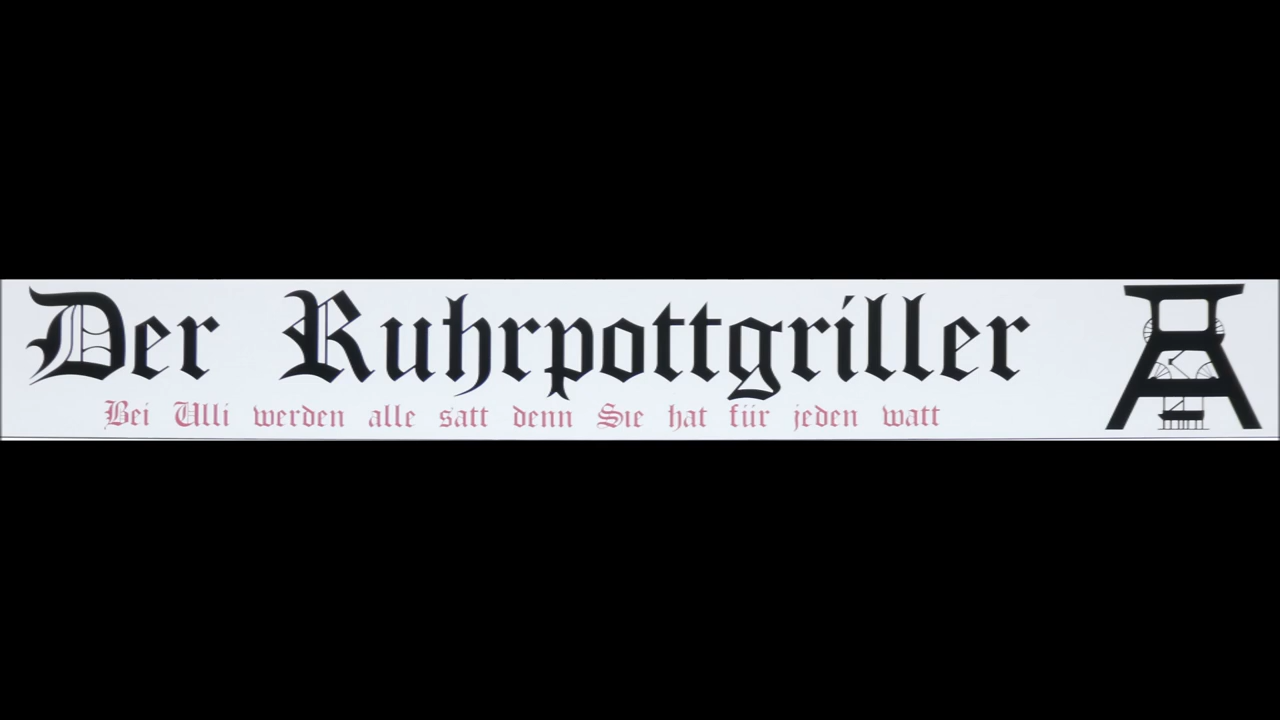 Der Ruhrpottgriller
Bei Ulli werden alle satt denn Sie hat für jeden watt